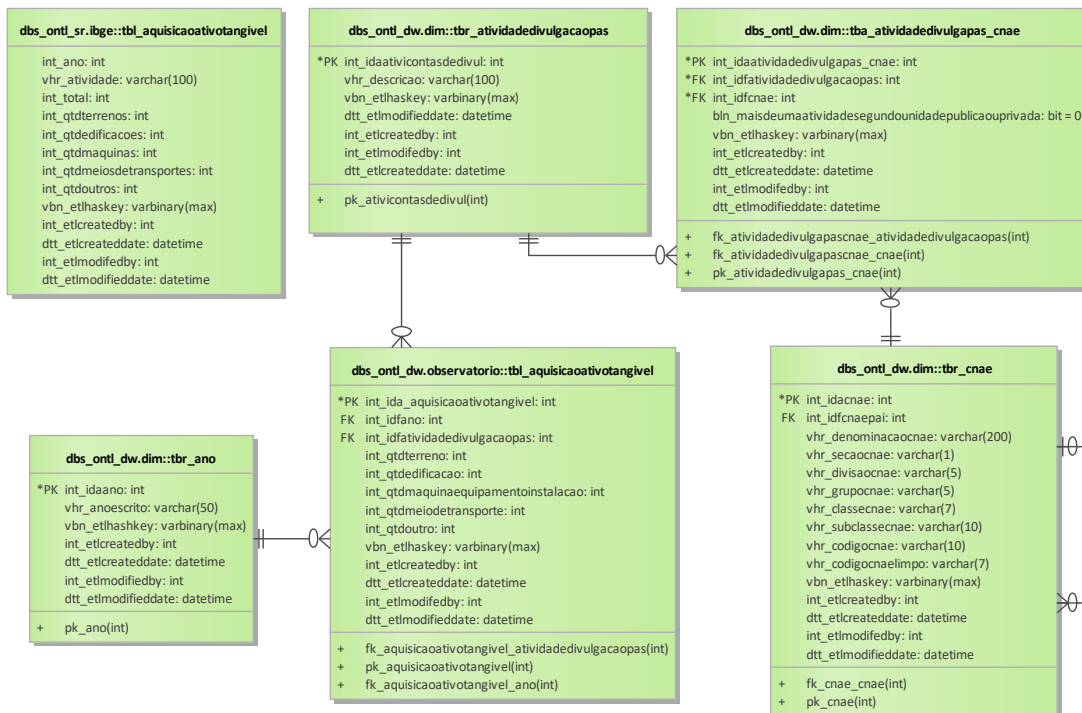 dbs_ontl_sr.ibge::tbl_aquisicaoativotangivel
int_ano: int
vhr_atividade: varchar(100)
int_total: int
int_qtdterrenos: int
int_qtdedificacoes: int
int_qtdmaquinas: int
int_qtdmeiosdetransportes: int
int_qtdoutros: int
vbn_etlhaskey: varbinary(max)
int_etlcreatedby: int
dtt_etlcreateddate: datetime
int_etlmodifedby: int
dtt_etlmodifieddate: datetime
dbs_ontl_dw.dim::tbr_atividadedivulgacaopas
*PK int_idaativicontasdedivul: int
vhr_descricao: varchar(100)
vbn_etlhaskey: varbinary(max)
dtt_etlmodifieddate: datetime
int_etlcreatedby: int
int_etlmodifedby: int
dtt_etlcreateddate: datetime
+ pk_ativicontasdedivul(int)
dbs_ontl_dw.dim::tba_atividadedivulgapas_cnae
*PK int_idaatividadedivulgapas_cnae: int
*FK int_idfatividadedivulgacaopas: int
*FK int_idfcnae: int
bln_maisdeumaatividadesegundounidadepublicaouprivada: bit = 0
vbn_etlhaskey: varbinary(max)
int_etlcreatedby: int
dtt_etlcreateddate: datetime
int_etlmodifedby: int
dtt_etlmodifieddate: datetime
+ fk_atividadedivulgapascnae_atividadedivulgacaopas(int)
+ fk_atividadedivulgapascnae_cnae(int)
+ pk_atividadedivulgapas_cnae(int)
dbs_ontl_dw.dim::tbr_ano
*PK int_idaano: int
vhr_anoescrito: varchar(50)
vbn_etlhashkey: varbinary(max)
int_etlcreatedby: int
dtt_etlcreateddate: datetime
int_etlmodifiedby: int
dtt_etlmodifieddate: datetime
+ pk_ano(int)
dbs_ontl_dw.observatorio::tbl_aquisicaoativotangivel
*PK int_ida_aquisicaoativotangivel: int
FK int_idfano: int
FK int_idfatividadedivulgacaopas: int
int_qtdterreno: int
int_qtdedificacao: int
int_qtdmaquinaequipamentoinstalacao: int
int_qtdmeiodetransporte: int
int_qtdoutro: int
vbn_etlhaskey: varbinary(max)
int_etlcreatedby: int
dtt_etlcreateddate: datetime
int_etlmodifedby: int
dtt_etlmodifieddate: datetime
+ fk_aquisicaoativotangivel_atividadedivulgacaopas(int)
+ pk_aquisicaoativotangivel(int)
+ fk_aquisicaoativotangivel_ano(int)
dbs_ontl_dw.dim::tbr_cnae
*PK int_idacnae: int
FK int_idfcnaepai: int
vhr_denominacaocnae: varchar(200)
vhr_secaocnae: varchar(1)
vhr_divisaocnae: varchar(5)
vhr_grupocnae: varchar(5)
vhr_classecnae: varchar(7)
vhr_subclassecnae: varchar(10)
vhr_codigocnae: varchar(10)
vhr_codigocnaelimpo: varchar(7)
vbn_etlhaskey: varbinary(max)
int_etlcreatedby: int
dtt_etlcreateddate: datetime
int_etlmodifedby: int
dtt_etlmodifieddate: datetime
+ fk_cnae_cnae(int)
+ pk_cnae(int)